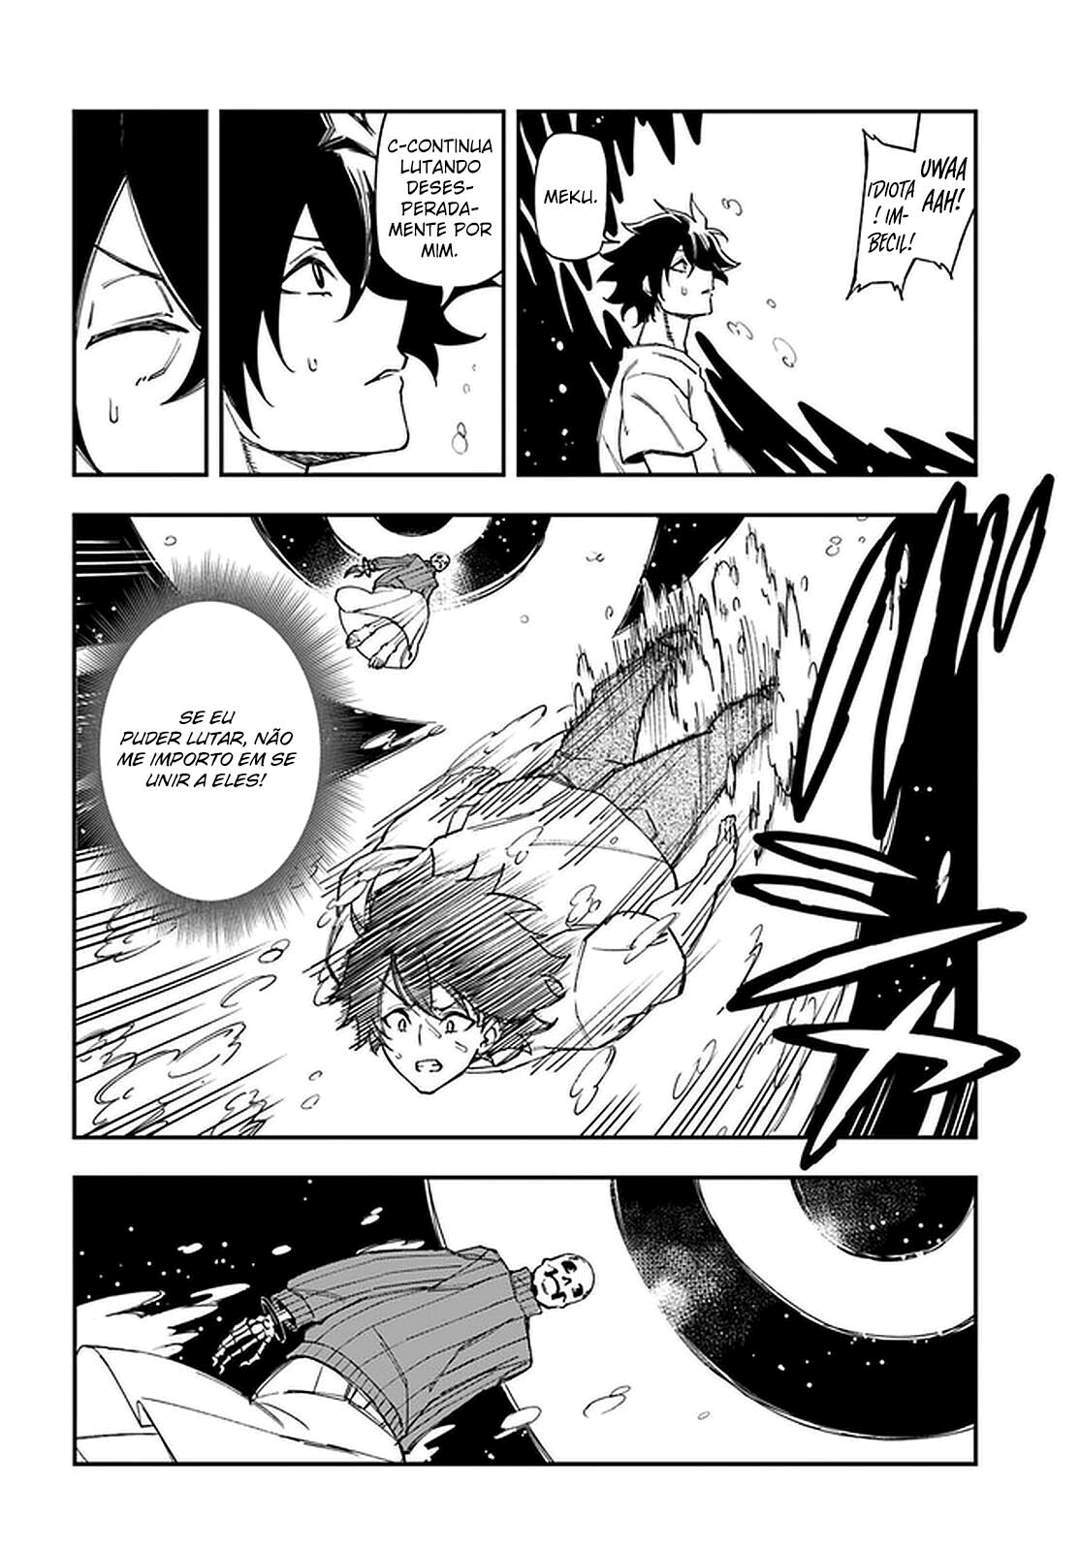 UWAA
AAH!
IDIOTA
! IM-
BECIL!
MEKU.
C-CONTINUA
LUTANDO
DESES-
PERADA-
MENTE POR
MIM.
SE EU
PUDER LUTAR, NÃO
ME IMPORTO EM SE
UNIR A ELES!